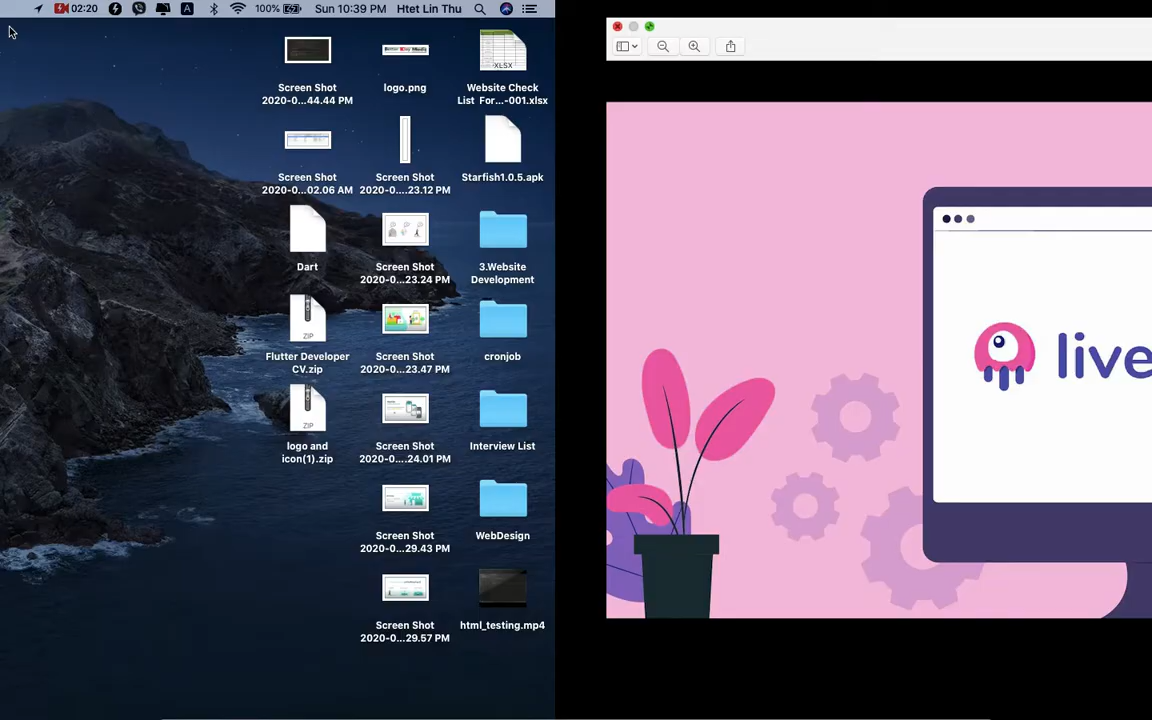 02:20 A 100% Sun 10:39 PM Htet Lin Thu
Screen Shot
2020-0...44.44 PM
logo.png
XLSX
Website Check
List For...-001.xlsx
Screen Shot
2020-0...02.06 AM
Screen Shot
2020-0....23.12 PM
Starfish1.0.5.apk
Dart
Screen Shot
2020-0...23.24 PM
3.Website
Development
ZIP
Flutter Developer
CV.zip
Screen Shot
2020-0...23.47 PM
cronjob
ZIP
logo and
icon(1).zip
Screen Shot
2020-0....24.01 PM
Interview List
Screen Shot
2020-0...29.43 PM
WebDesign
Screen Shot
2020-0...29.57 PM
html_testing.mp4
live